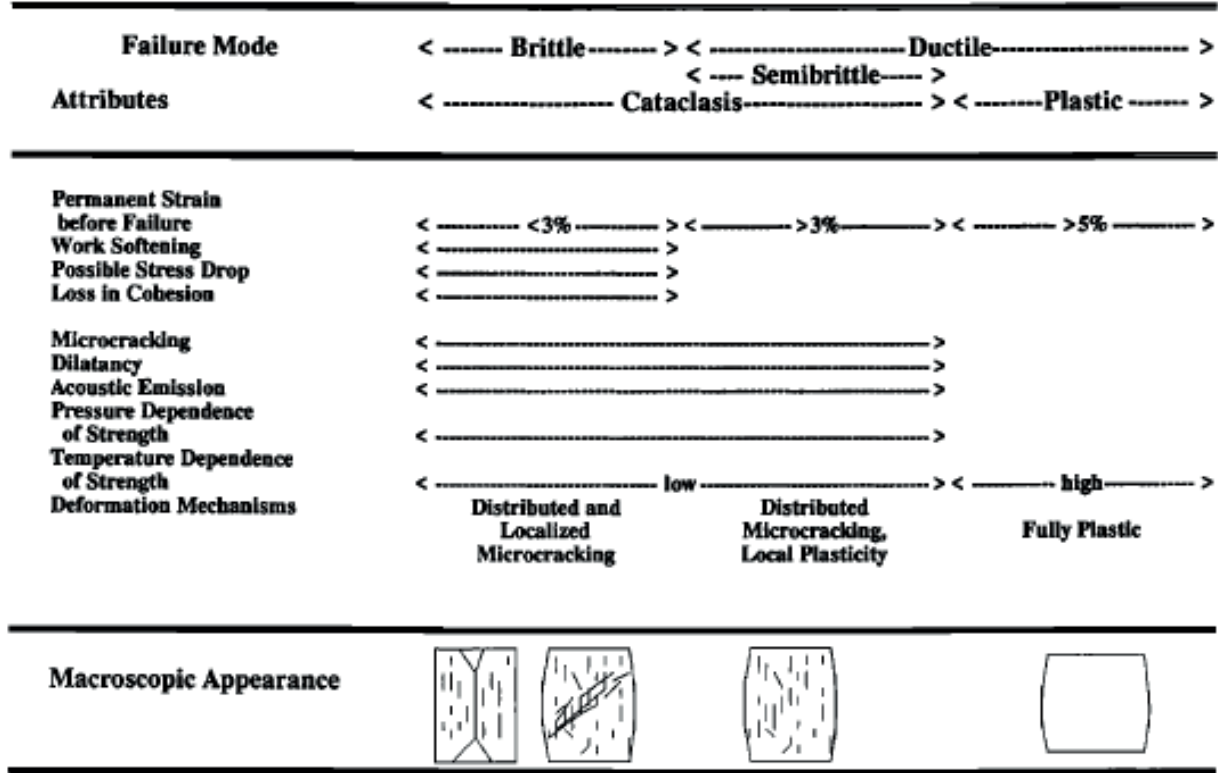 Failure Mode < ------- Brittle-------- > < -----------------------Ductile-------------------------- >
< ---- Semibrittle----- >
Attributes < -------------------- Cataclasis--------------------- > < --------Plastic ------- >
Permanent Strain
before Failure < ---------- <3% ---------- > < ----------->3%------------- > < ---------- >5% ------------ >
Work Softening < --------------------------- >
Possible Stress Drop < --------------------------- >
Loss in Cohesion < --------------------------- >
Microcracking < ------------------------------------------------------------ >
Dilatancy < ------------------------------------------------------------ >
Acoustic Emission < ------------------------------------------------------------ >
Pressure Dependence
of Strength < ------------------------------------------------------------ >
Temperature Dependence
of Strength < --------------------------- low --------------------------- > < ----------- high------------ >
Deformation Mechanisms Distributed and Distributed
Localized Microcracking, Fully Plastic
Microcracking Local Plasticity
Macroscopic Appearance